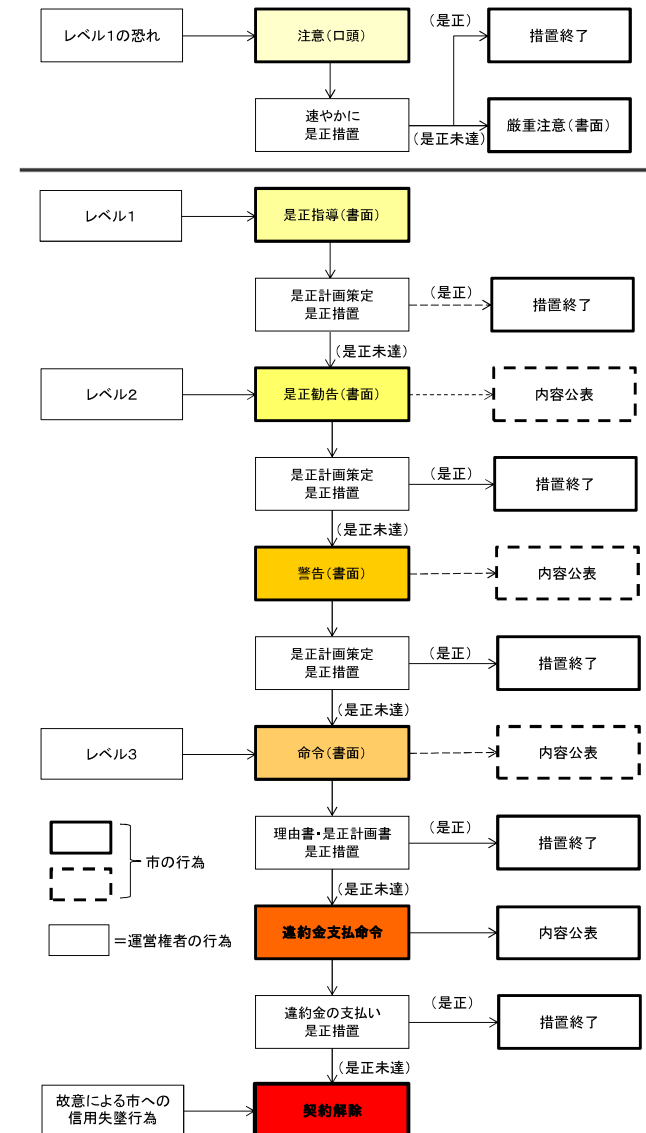 レベル1の恐れ
注意(口頭)
(是正)
措置終了
速やかに
是正措置
(是正未達)
厳重注意(書面)
レベル1
是正指導(書面)
是正計画策定
是正措置
(是正)
措置終了
(是正未達)
レベル2
是正勧告(書面)
内容公表
是正計画策定
是正措置
(是正)
措置終了
(是正未達)
警告(書面)
内容公表
是正計画策定
是正措置
(是正)
措置終了
(是正未達)
レベル3
命令(書面)
内容公表
理由書・是正計画書
是正措置
(是正)
措置終了
市の行為
(是正未達)
違約金支払命令
内容公表
=運営権者の行為
違約金の支払い
是正措置
(是正)
措置終了
(是正未達)
故意による市への
信用失墜行為
契約解除